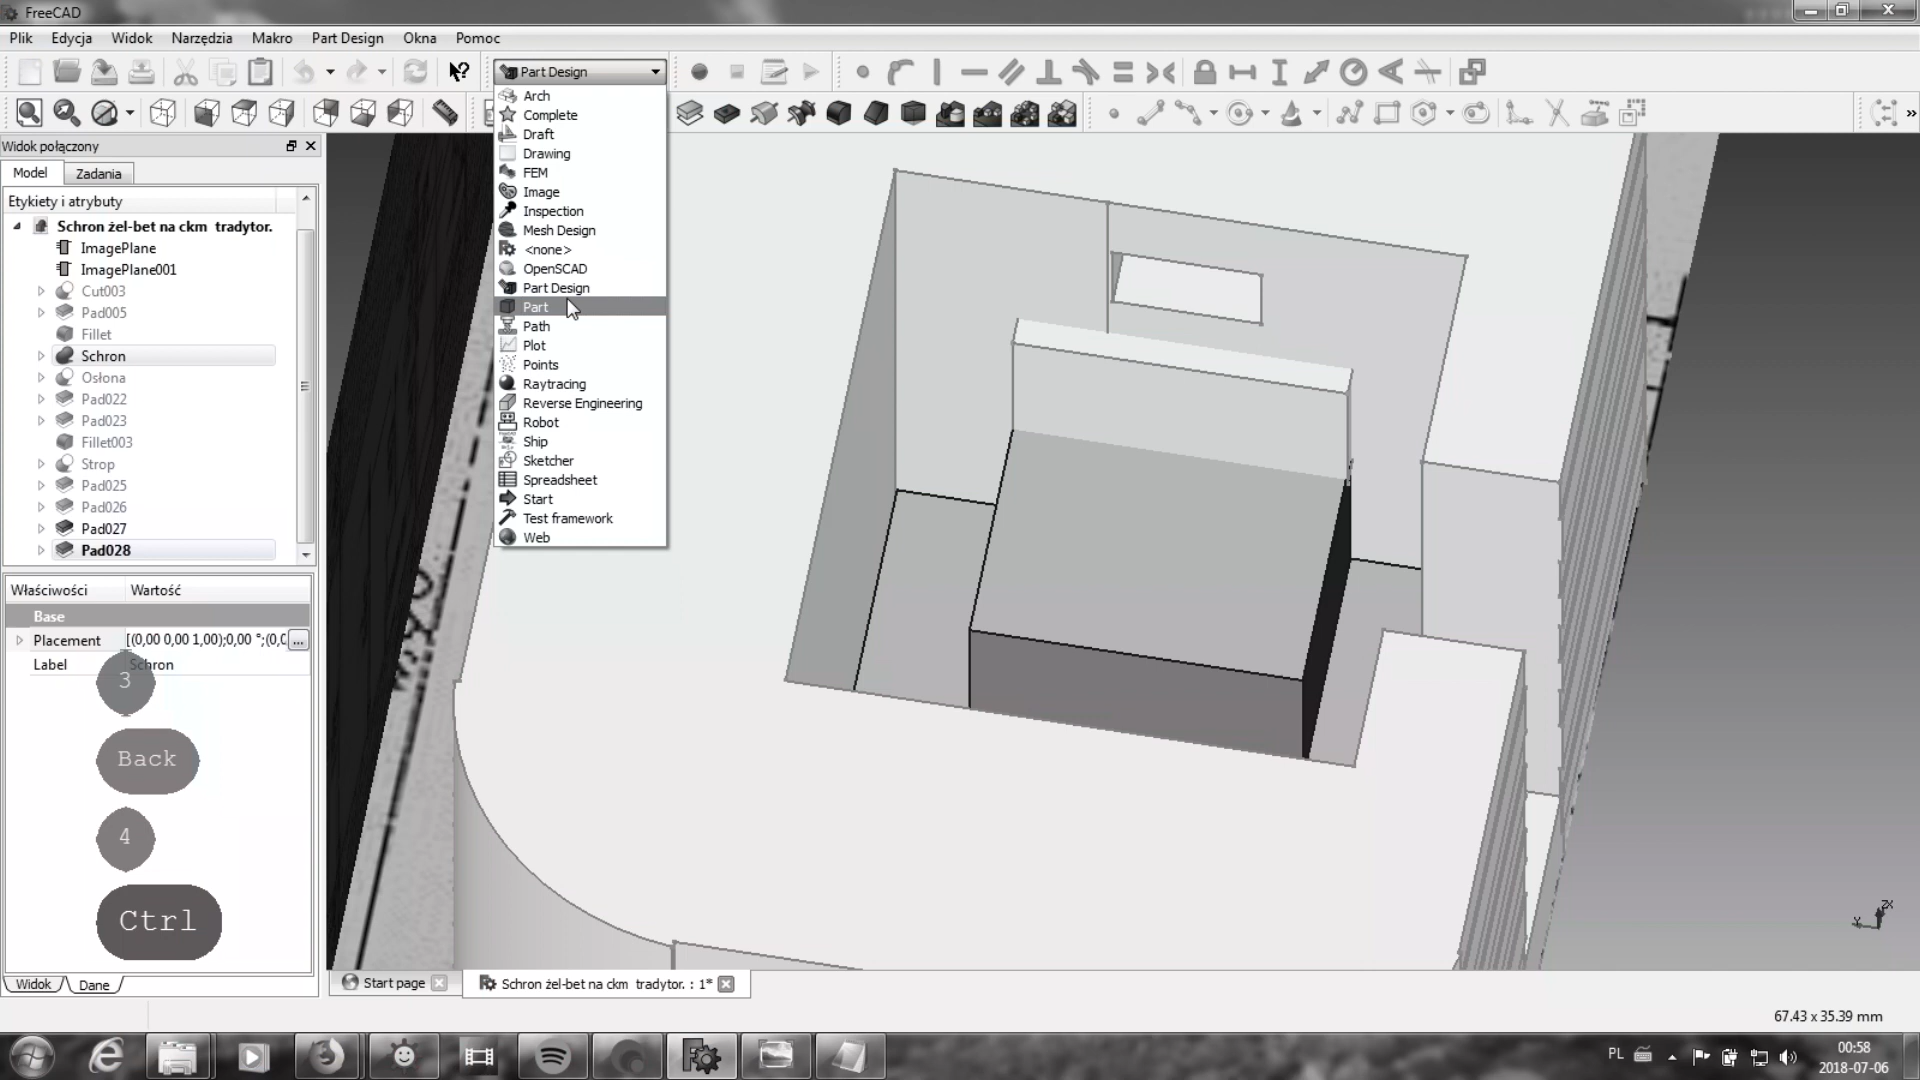 FreeCAD
Plik Edycja Widok Narzędzia Makro Part Design Okna Pomoc
Part Design
Arch
Complete
Draft
Drawing
FEM
Image
Inspection
Mesh Design
<none>
OpenSCAD
Part Design
Part
Path
Plot
Points
Raytracing
Reverse Engineering
Robot
Ship
Sketcher
Spreadsheet
Start
Test framework
Web
»
Widok połączony
Model Zadania
Etykiety i atrybuty
Schron żel-bet na ckm tradytor.
ImagePlane
ImagePlane001
Cut003
Pad005
Fillet
Schron
Osłona
Pad022
Pad023
Fillet003
Strop
Pad025
Pad026
Pad027
Pad028
Właściwości Wartość
Base
Placement [(0,00 0,00 1,00);0,00 °;(0,0 ...
Label Schron
3
Back
4
Ctrl
Widok Dane
Start page Schron żel-bet na ckm tradytor. : 1*
67.43 x 35.39 mm
PL
00:58
2018-07-06